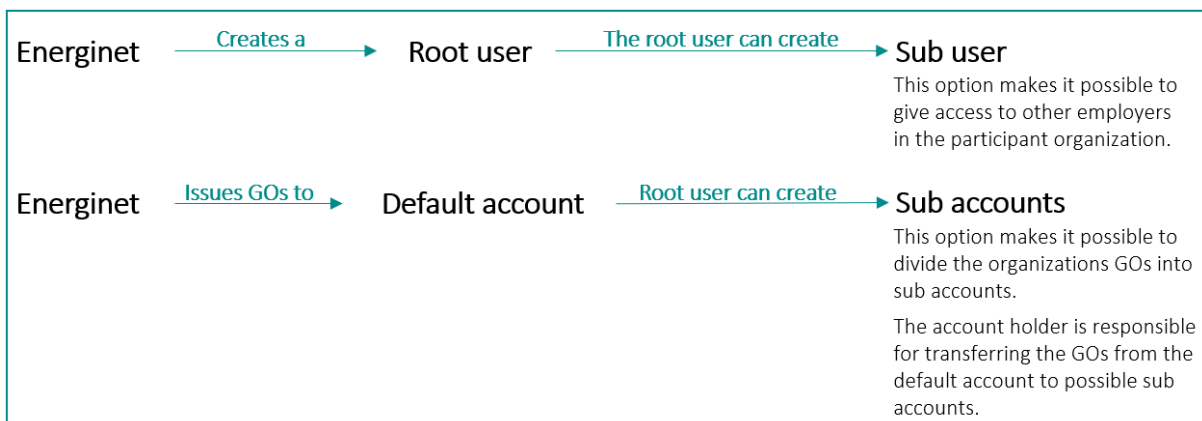 Energinet Creates a Root user The root user can create Sub user
This option makes it possible to
give access to other employers
in the participant organization.
Energinet Issues GOs to Default account Root user can create Sub accounts
This option makes it possible to
divide the organizations GOs into
sub accounts.
The account holder is responsible
for transferring the GOs from the
default account to possible sub
accounts.